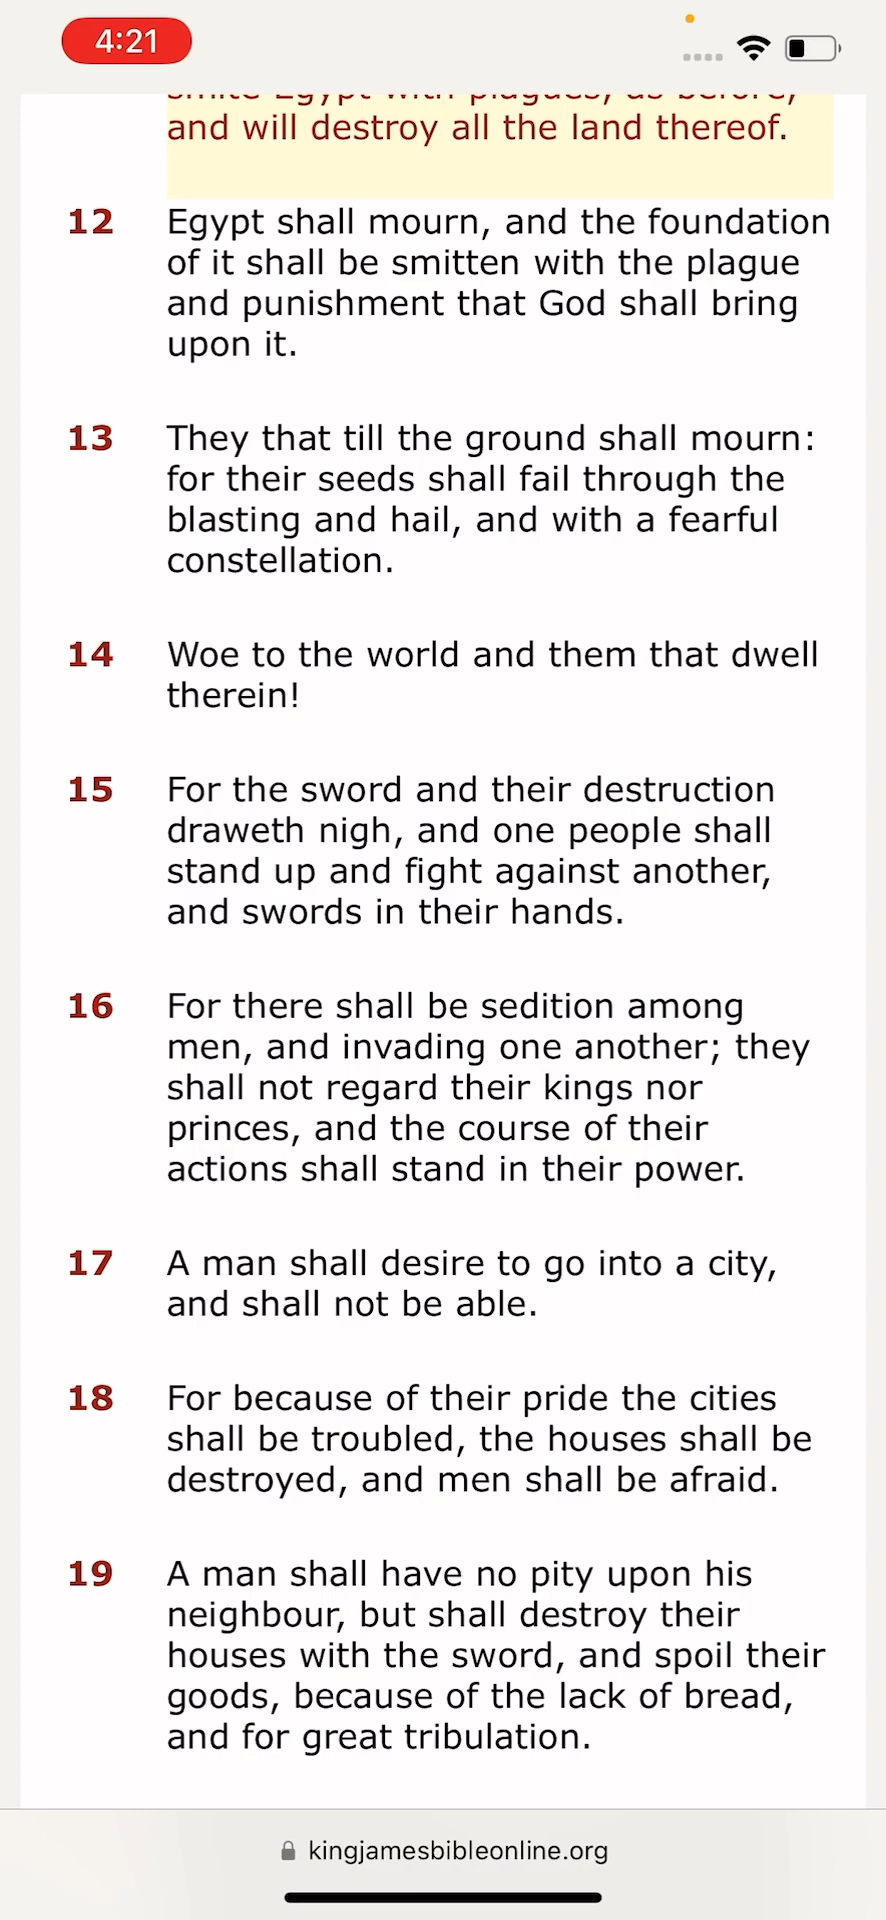 4:21
smite Egypt with plagues, as before,
and will destroy all the land thereof.
12 Egypt shall mourn, and the foundation
of it shall be smitten with the plague
and punishment that God shall bring
upon it.
13 They that till the ground shall mourn:
for their seeds shall fail through the
blasting and hail, and with a fearful
constellation.
14 Woe to the world and them that dwell
therein!
15 For the sword and their destruction
draweth nigh, and one people shall
stand up and fight against another,
and swords in their hands.
16 For there shall be sedition among
men, and invading one another; they
shall not regard their kings nor
princes, and the course of their
actions shall stand in their power.
17 A man shall desire to go into a city,
and shall not be able.
18 For because of their pride the cities
shall be troubled, the houses shall be
destroyed, and men shall be afraid.
19 A man shall have no pity upon his
neighbour, but shall destroy their
houses with the sword, and spoil their
goods, because of the lack of bread,
and for great tribulation.
kingjamesbibleonline.org